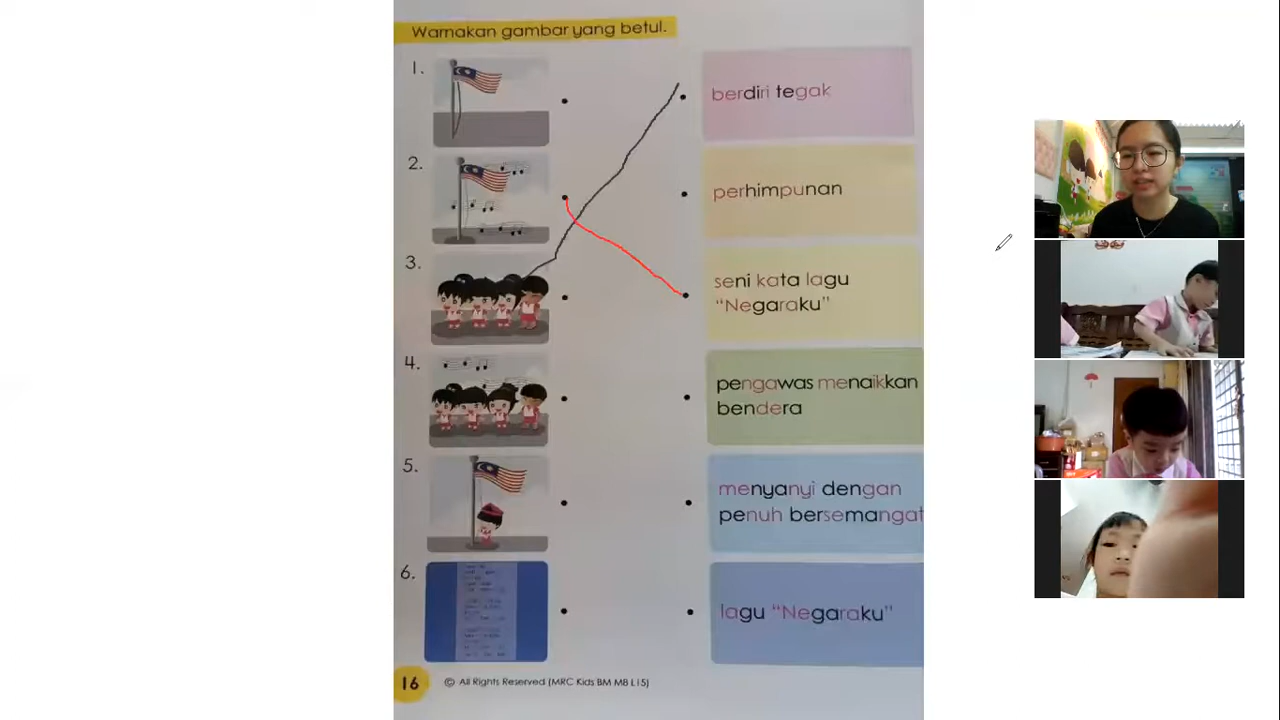 Warnakan gambar yang betul.
1.
berdiri tegak
2.
perhimpunan
3.
seni kata lagu
"Negaraku"
4.
pengawas menaikkan
bendera
5.
menyanyi dengan
penuh bersemangat
6.
lagu "Negaraku"
16
© All Rights Reserved (MRC Kids BM MB L15)